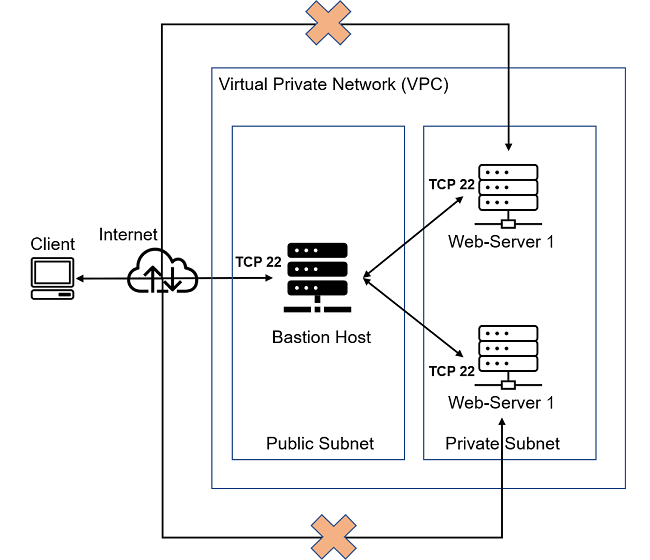 Virtual Private Network (VPC)
TCP 22
Web-Server 1
Internet
Client
TCP 22
Bastion Host
TCP 22
Web-Server 1
Public Subnet
Private Subnet